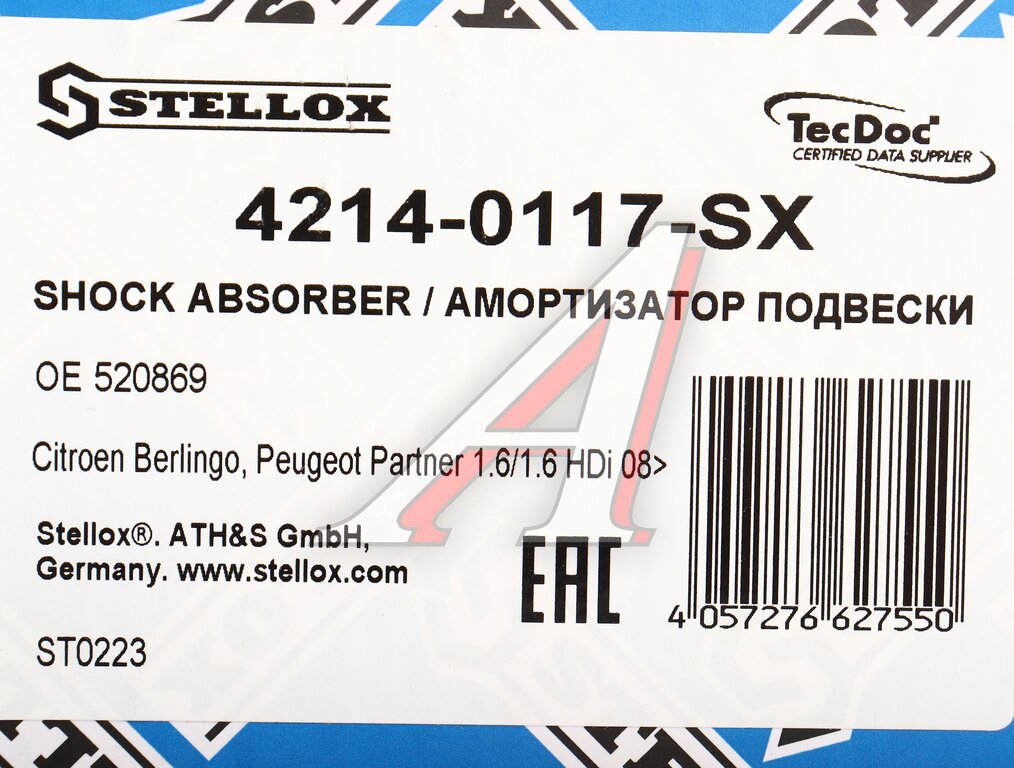 STELLOX
TecDoc
CERTIFIED DATA SUPPLIER
4214-0117-SX
SHOCK ABSORBER / АМОРТИЗАТОР ПОДВЕСКИ
OE 520869
Citroen Berlingo, Peugeot Partner 1.6/1.6 HDi 08>
Stellox®. ATH&S GmbH,
Germany. www.stellox.com
EAC
4 057276 627550
ST0223